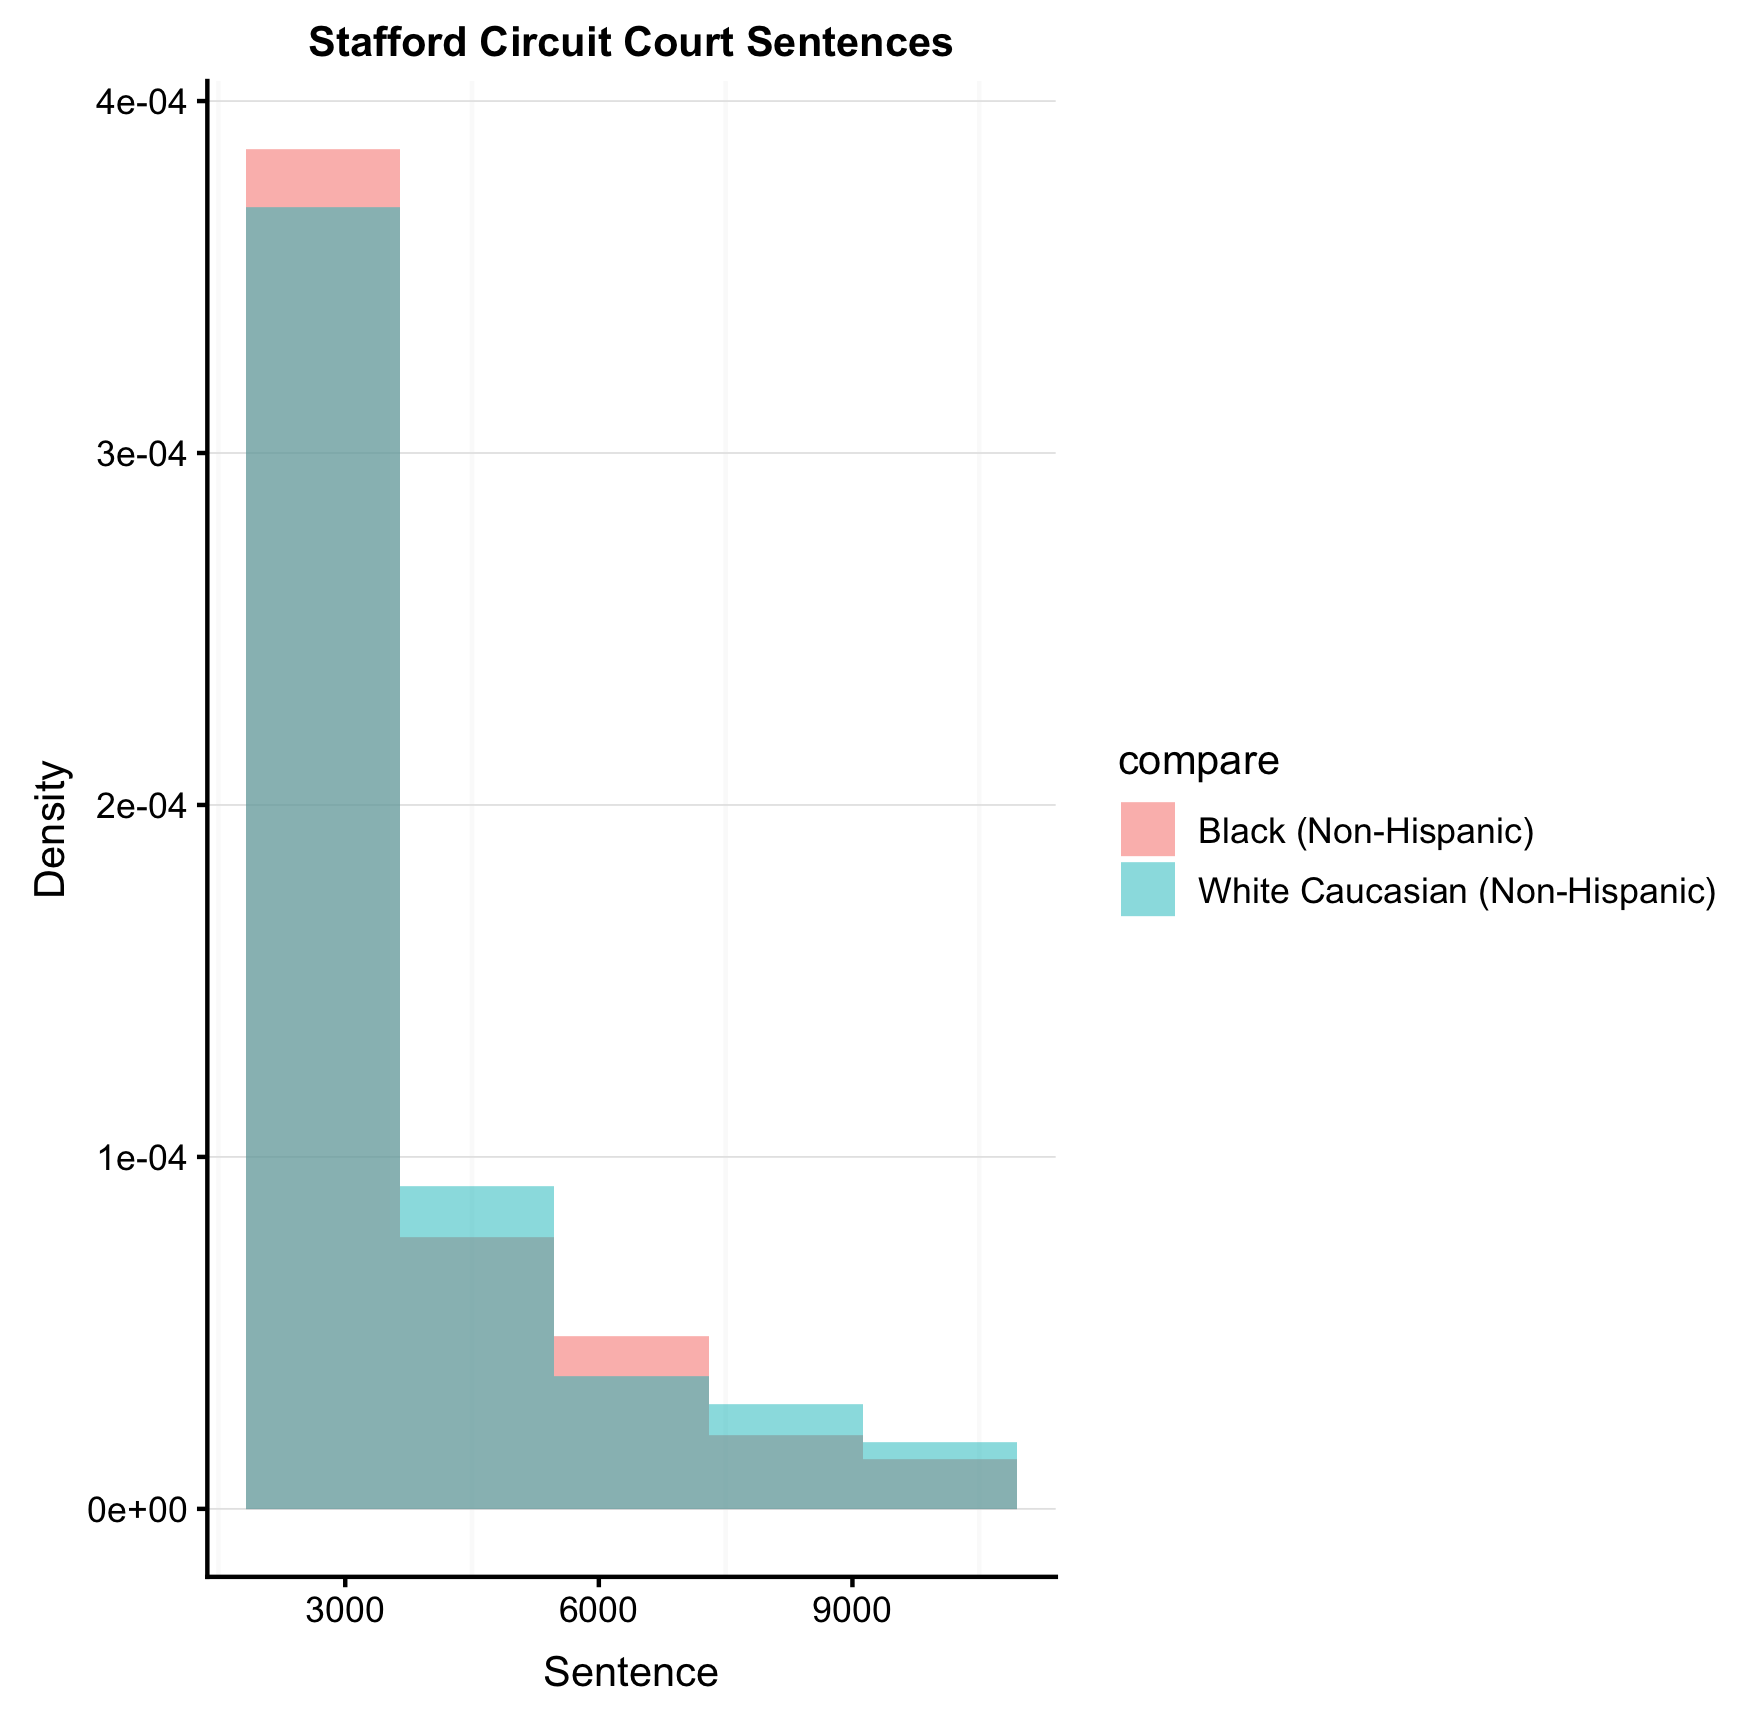 Stafford Circuit Court Sentences
4e-04
3e-04
2e-04
1e-04
0e+00
Density
3000 6000 9000
Sentence
compare
Black (Non-Hispanic)
White Caucasian (Non-Hispanic)